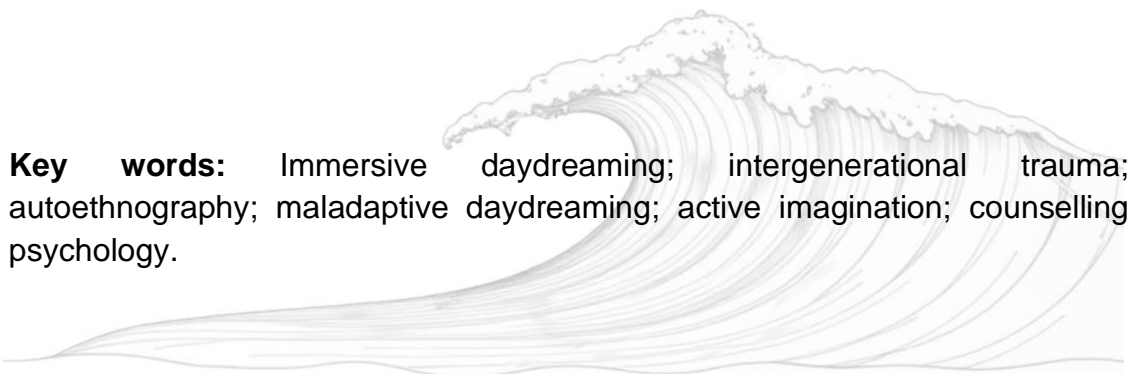 Key words: Immersive daydreaming; intergenerational trauma;
autoethnography; maladaptive daydreaming; active imagination; counselling
psychology.